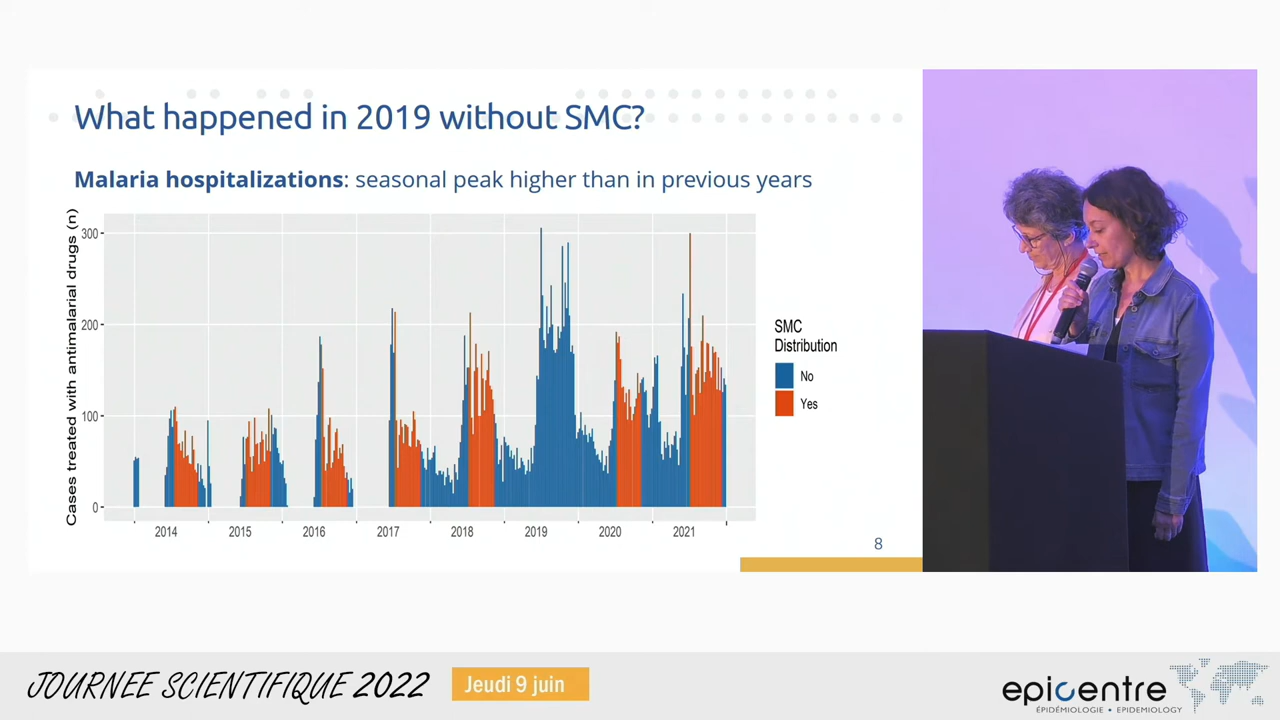 What happened in 2019 without SMC?
Malaria hospitalizations: seasonal peak higher than in previous years
Cases treated with antimalarial drugs (n)
300
200
100
0
2014
2015
2016
2017
2018
2019
2020
2021
SMC
Distribution
No
Yes
8
JOURNEE SCIENTIFIQUE 2022
Jeudi 9 juin
epicentre
ÉPIDÉMIOLOGIE • EPIDEMIOLOGY